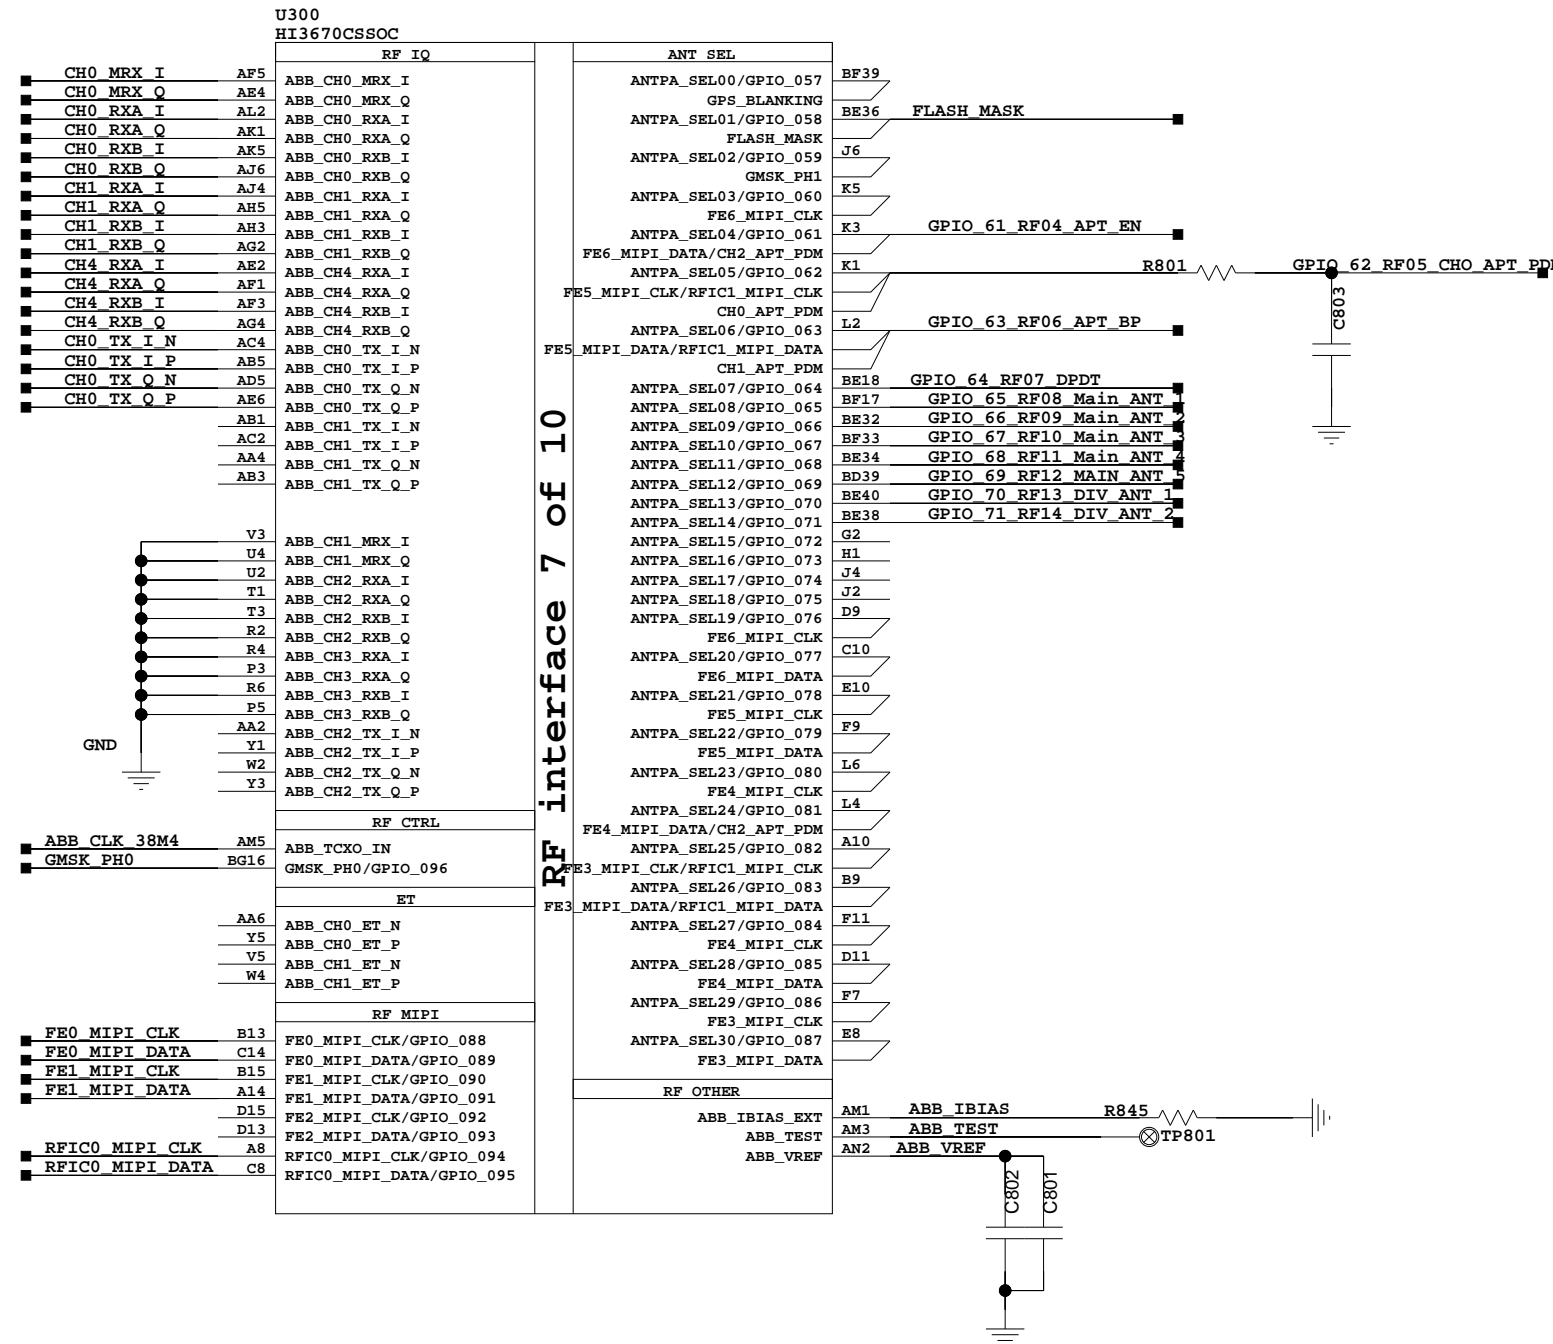 U300
HI3670CSSOC
RF IQ
CH0_MRX_I AF5 ABB_CH0_MRX_I
CH0_MRX_Q AE4 ABB_CH0_MRX_Q
CH0_RXA_I AL2 ABB_CH0_RXA_I
CH0_RXA_Q AK1 ABB_CH0_RXA_Q
CH0_RXB_I AK5 ABB_CH0_RXB_I
CH0_RXB_Q AJ6 ABB_CH0_RXB_Q
CH1_RXA_I AJ4 ABB_CH1_RXA_I
CH1_RXA_Q AH5 ABB_CH1_RXA_Q
CH1_RXB_I AH3 ABB_CH1_RXB_I
CH1_RXB_Q AG2 ABB_CH1_RXB_Q
CH4_RXA_I AE2 ABB_CH4_RXA_I
CH4_RXA_Q AF1 ABB_CH4_RXA_Q
CH4_RXB_I AF3 ABB_CH4_RXB_I
CH4_RXB_Q AG4 ABB_CH4_RXB_Q
CH0_TX_I_N AC4 ABB_CH0_TX_I_N
CH0_TX_I_P AB5 ABB_CH0_TX_I_P
CH0_TX_Q_N AD5 ABB_CH0_TX_Q_N
CH0_TX_Q_P AE6 ABB_CH0_TX_Q_P
AB1 ABB_CH1_TX_I_N
AC2 ABB_CH1_TX_I_P
AA4 ABB_CH1_TX_Q_N
AB3 ABB_CH1_TX_Q_P
V3 ABB_CH1_MRX_I
U4 ABB_CH1_MRX_Q
U2 ABB_CH2_RXA_I
T1 ABB_CH2_RXA_Q
T3 ABB_CH2_RXB_I
R2 ABB_CH2_RXB_Q
R4 ABB_CH3_RXA_I
P3 ABB_CH3_RXA_Q
R6 ABB_CH3_RXB_I
P5 ABB_CH3_RXB_Q
AA2 ABB_CH2_TX_I_N
GND
Y1 ABB_CH2_TX_I_P
W2 ABB_CH2_TX_Q_N
Y3 ABB_CH2_TX_Q_P
RF CTRL
ABB_CLK_38M4 AM5 ABB_TCXO_IN
GMSK_PH0 BG16 GMSK_PH0/GPIO_096
ET
AA6 ABB_CH0_ET_N
Y5 ABB_CH0_ET_P
V5 ABB_CH1_ET_N
W4 ABB_CH1_ET_P
RF MIPI
FE0_MIPI_CLK B13 FE0_MIPI_CLK/GPIO_088
FE0_MIPI_DATA C14 FE0_MIPI_DATA/GPIO_089
FE1_MIPI_CLK B15 FE1_MIPI_CLK/GPIO_090
FE1_MIPI_DATA A14 FE1_MIPI_DATA/GPIO_091
D15 FE2_MIPI_CLK/GPIO_092
D13 FE2_MIPI_DATA/GPIO_093
RFIC0_MIPI_CLK A8 RFIC0_MIPI_CLK/GPIO_094
RFIC0_MIPI_DATA C8 RFIC0_MIPI_DATA/GPIO_095
RF interface 7 of 10
ANT SEL
ANTPA_SEL00/GPIO_057 BF39
GPS_BLANKING
ANTPA_SEL01/GPIO_058 BE36 FLASH_MASK
FLASH_MASK
ANTPA_SEL02/GPIO_059 J6
GMSK_PH1
ANTPA_SEL03/GPIO_060 K5
FE6_MIPI_CLK
ANTPA_SEL04/GPIO_061 K3 GPIO_61_RF04_APT_EN
FE6_MIPI_DATA/CH2_APT_PDM
ANTPA_SEL05/GPIO_062 K1 R801 GPIO_62_RF05_CHO_APT_PD
FE5_MIPI_CLK/RFIC1_MIPI_CLK
CH0_APT_PDM
C803
ANTPA_SEL06/GPIO_063 L2 GPIO_63_RF06_APT_BP
FE5_MIPI_DATA/RFIC1_MIPI_DATA
CH1_APT_PDM
ANTPA_SEL07/GPIO_064 BE18 GPIO_64_RF07_DPDT
ANTPA_SEL08/GPIO_065 BF17 GPIO_65_RF08_Main_ANT_1
ANTPA_SEL09/GPIO_066 BE32 GPIO_66_RF09_Main_ANT_2
ANTPA_SEL10/GPIO_067 BF33 GPIO_67_RF10_Main_ANT_3
ANTPA_SEL11/GPIO_068 BE34 GPIO_68_RF11_Main_ANT_4
ANTPA_SEL12/GPIO_069 BD39 GPIO_69_RF12_MAIN_ANT_5
ANTPA_SEL13/GPIO_070 BE40 GPIO_70_RF13_DIV_ANT_1
ANTPA_SEL14/GPIO_071 BE38 GPIO_71_RF14_DIV_ANT_2
ANTPA_SEL15/GPIO_072 G2
ANTPA_SEL16/GPIO_073 H1
ANTPA_SEL17/GPIO_074 J4
ANTPA_SEL18/GPIO_075 J2
ANTPA_SEL19/GPIO_076 D9
FE6_MIPI_CLK
ANTPA_SEL20/GPIO_077 C10
FE6_MIPI_DATA
ANTPA_SEL21/GPIO_078 E10
FE5_MIPI_CLK
ANTPA_SEL22/GPIO_079 F9
FE5_MIPI_DATA
ANTPA_SEL23/GPIO_080 L6
FE4_MIPI_CLK
ANTPA_SEL24/GPIO_081 L4
FE4_MIPI_DATA/CH2_APT_PDM
ANTPA_SEL25/GPIO_082 A10
FE3_MIPI_CLK/RFIC1_MIPI_CLK
ANTPA_SEL26/GPIO_083 B9
FE3_MIPI_DATA/RFIC1_MIPI_DATA
ANTPA_SEL27/GPIO_084 F11
FE4_MIPI_CLK
ANTPA_SEL28/GPIO_085 D11
FE4_MIPI_DATA
ANTPA_SEL29/GPIO_086 F7
FE3_MIPI_CLK
ANTPA_SEL30/GPIO_087 E8
FE3_MIPI_DATA
RF OTHER
ABB_IBIAS_EXT AM1 ABB_IBIAS R845
ABB_TEST AM3 ABB_TEST TP801
ABB_VREF AN2 ABB_VREF
C802 C801